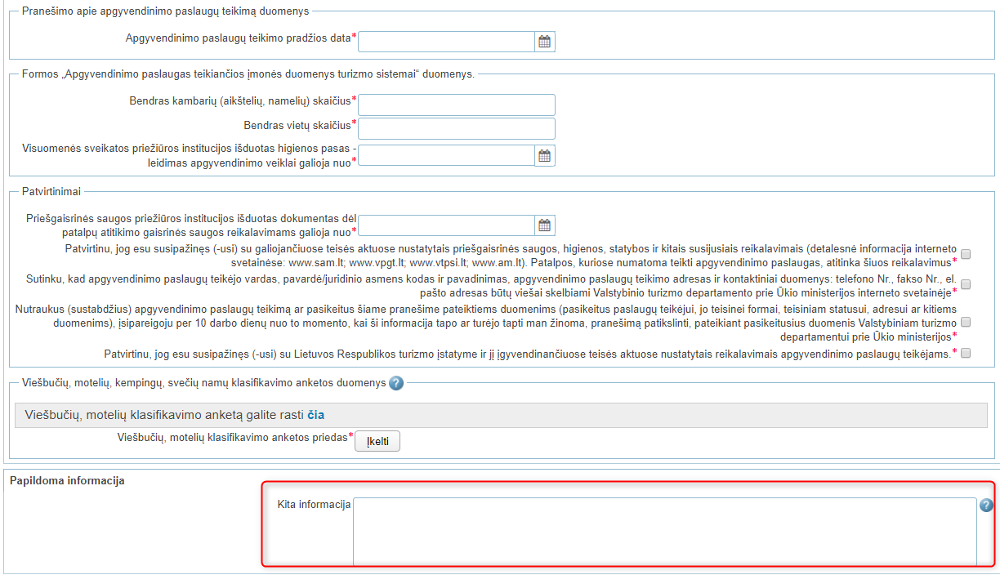 Pranešimo apie apgyvendinimo paslaugų teikimą duomenys
Apgyvendinimo paslaugų teikimo pradžios data*
Formos „Apgyvendinimo paslaugas teikiančios įmonės duomenys turizmo sistemai“ duomenys.
Bendras kambarių (aikštelių, namelių) skaičius*
Bendras vietų skaičius*
Visuomenės sveikatos priežiūros institucijos išduotas higienos pasas -
leidimas apgyvendinimo veiklai galioja nuo*
Patvirtinimai
Priešgaisrinės saugos priežiūros institucijos išduotas dokumentas dėl
patalpų atitikimo gaisrinės saugos reikalavimams galioja nuo*
Patvirtinu, jog esu susipažinęs (-usi) su galiojančiuose teisės aktuose nustatytais priešgaisrinės saugos, higienos, statybos ir kitais susijusiais reikalavimais (detalesnė informacija interneto
svetainėse: www.sam.lt; www.vpgt.lt; www.vtpsi.lt; www.am.lt). Patalpos, kuriose numatoma teikti apgyvendinimo paslaugas, atitinka šiuos reikalavimus*
Sutinku, kad apgyvendinimo paslaugų teikėjo vardas, pavardė/juridinio asmens kodas ir pavadinimas, apgyvendinimo paslaugų teikimo adresas ir kontaktiniai duomenys: telefono Nr., fakso Nr., el.
pašto adresas būtų viešai skelbiami Valstybinio turizmo departamento prie Ūkio ministerijos interneto svetainėje*
Nutraukus (sustabdžius) apgyvendinimo paslaugų teikimą ar pasikeitus šiame pranešime pateiktiems duomenims (pasikeitus paslaugų teikėjui, jo teisinei formai, teisiniam statusui, adresui ar kitiems
duomenims), įsipareigoju per 10 darbo dienų nuo to momento, kai ši informacija tapo ar turėjo tapti man žinoma, pranešimą patikslinti, pateikiant pasikeitusius duomenis Valstybiniam turizmo
departamentui prie Ūkio ministerijos*
Patvirtinu, jog esu susipažinęs (-usi) su Lietuvos Respublikos turizmo įstatyme ir jį įgyvendinančiuose teisės aktuose nustatytais reikalavimais apgyvendinimo paslaugų teikėjams.*
Viešbučių, motelių, kempingų, svečių namų klasifikavimo anketos duomenys ?
Viešbučių, motelių klasifikavimo anketą galite rasti čia
Viešbučių, motelių klasifikavimo anketos priedas* Įkelti
Papildoma informacija
Kita informacija ?